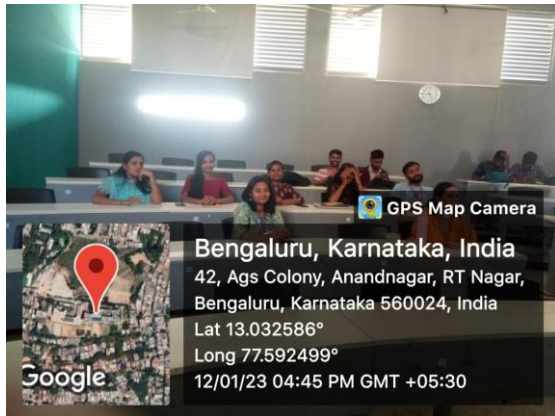 GPS Map Camera
Bengaluru, Karnataka, India
42, Ags Colony, Anandnagar, RT Nagar,
Bengaluru, Karnataka 560024, India
Lat 13.032586°
Long 77.592499°
12/01/23 04:45 PM GMT +05:30
Google